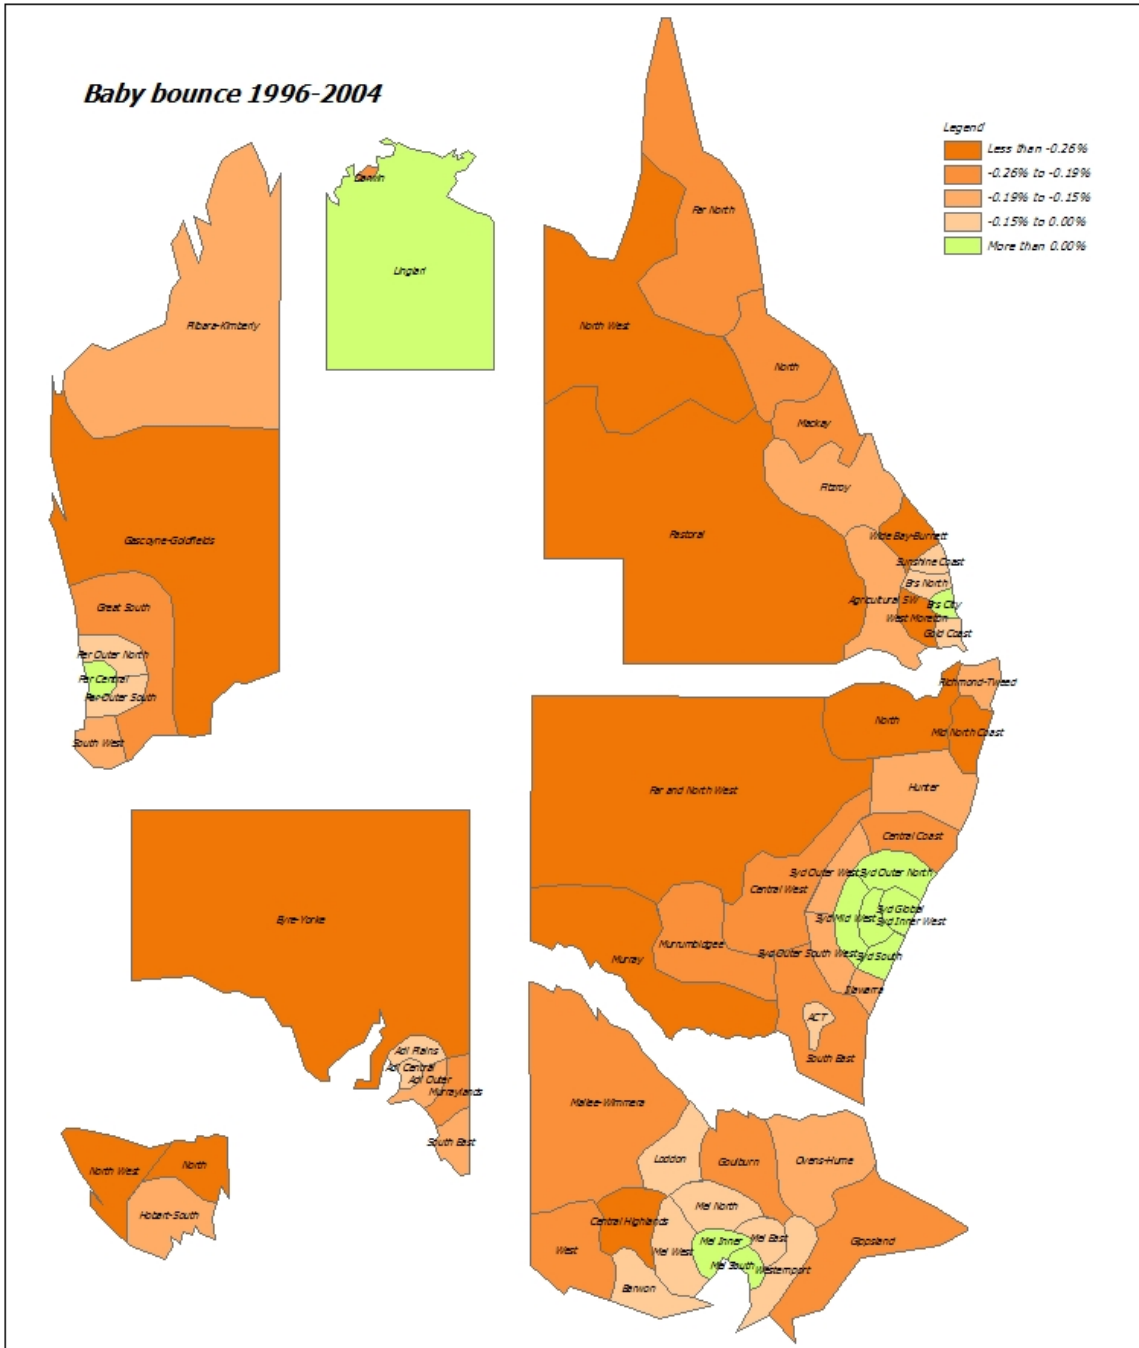 Baby bounce 1996-2004
Legend
Less than -0.26%
-0.26% to -0.19%
-0.19% to -0.15%
-0.15% to 0.00%
More than 0.00%
Darwin
Lingiari
Pilbara-Kimberly
Gascoyne-Goldfields
Great South
Per Outer North
Per Central
Per Outer South
South West
Far North
North West
North
Mackay
Fitzroy
Pastoral
Wide Bay-Burnett
Sunshine Coast
Brs North
Agricultural SW
Brs City
West Moreton
Gold Coast
Richmond-Tweed
North
Mid North Coast
Far and North West
Hunter
Central Coast
Syd Outer West
Syd Outer North
Central West
Syd Global
Syd Mid West
Syd Inner West
Murrumbidgee
Murray
Syd Outer South West
Syd South
Illawarra
ACT
South East
Eyre-Yorke
Adl Plains
Adl Central
Adl Outer
Murraylands
South East
North West
North
Hobart-South
Mallee-Wimmera
Loddon
Goulburn
Ovens-Hume
Mel North
Central Highlands
Mel Inner
Mel East
West
Mel West
Gippsland
Mel South
Westernport
Barwon